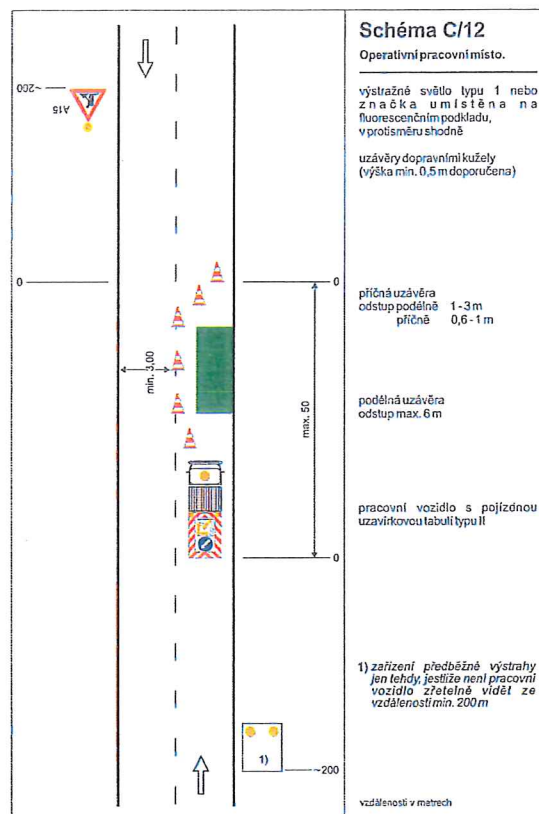 Schéma C/12
Operativní pracovní místo.
výstražné světlo typu 1 nebo
značka umístěna na
fluorescenčním podkladu,
v protisměru shodně
uzávěry dopravními kužely
(výška min. 0,5 m doporučena)
~200
A15
0
0
příčná uzávěra
odstup podélně 1 - 3 m
příčně 0,6 - 1 m
min. 3,00
max. 50
podélná uzávěra
odstup max. 6 m
pracovní vozidlo s pojízdnou
uzavírkovou tabulí typu II
0
1) zařízení předběžné výstrahy
jen tehdy, jestliže není pracovní
vozidlo zřetelně vidět ze
vzdálenosti min. 200 m
1)
~200
vzdálenosti v metrech